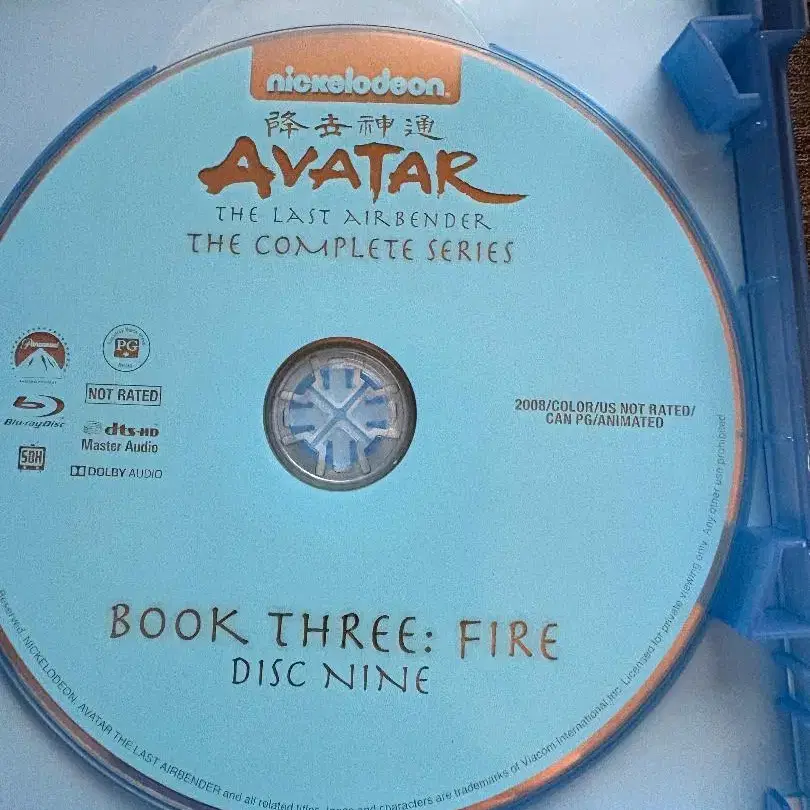 nickelodeon
降世神通
AVATAR
THE LAST AIRBENDER
THE COMPLETE SERIES
Paramount
PG
Blu-ray Disc
NOT RATED
dts-HD
Master Audio
SDH
DOLBY AUDIO
2008/COLOR/US NOT RATED/
CAN PG/ANIMATED
BOOK THREE: FIRE
DISC NINE
Reserved. NICKELODEON, AVATAR THE LAST AIRBENDER and all related titles, logos and characters are trademarks of Viacom International Inc. Licensed for private viewing only. Any other use prohibited.